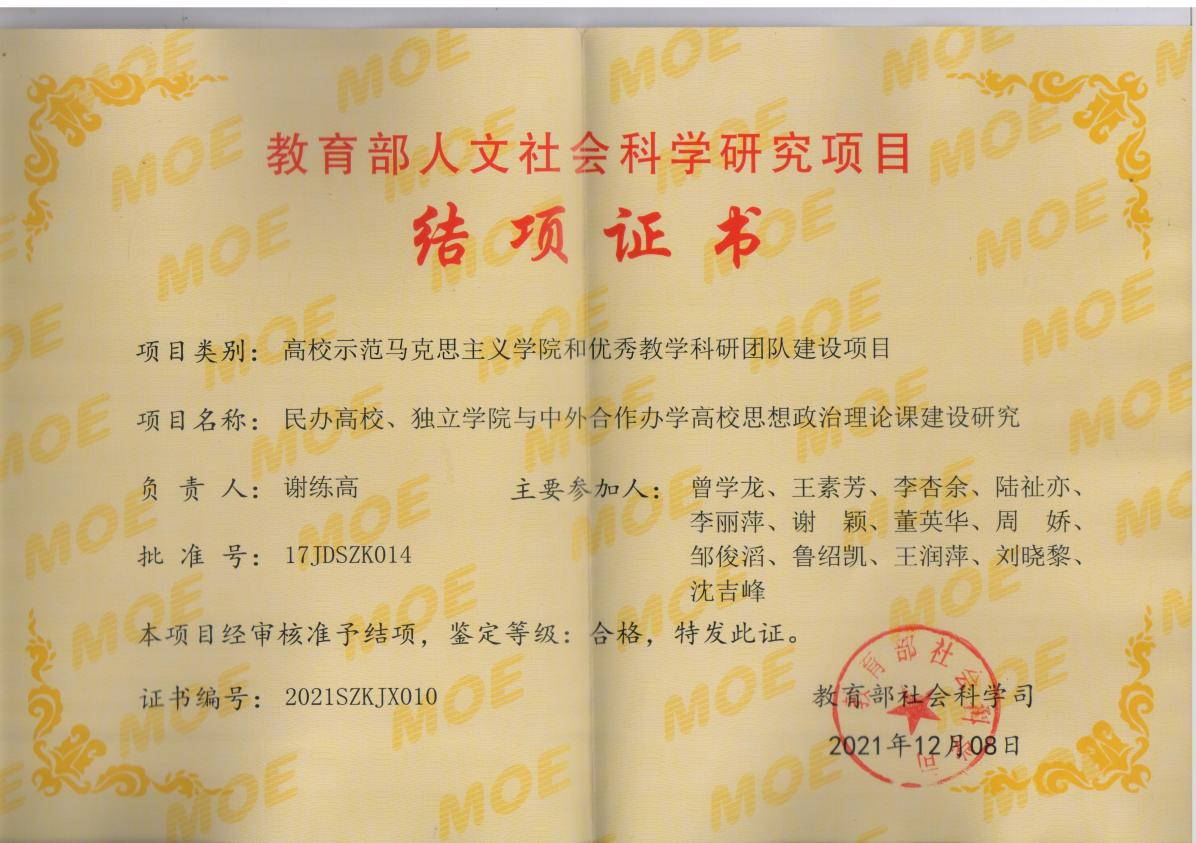 教育部人文社会科学研究项目
结项证书
项目类别：高校示范马克思主义学院和优秀教学科研团队建设项目
项目名称：民办高校、独立学院与中外合作办学高校思想政治理论课建设研究
负责人：谢练高
主要参加人：曾学龙、王素芳、李杏余、陆祉亦、
李丽萍、谢　颖、董英华、周　娇、
邹俊滔、鲁绍凯、王润萍、刘晓黎、
沈吉峰
批准号：17JDSZK014
本项目经审核准予结项，鉴定等级：合格，特发此证。
证书编号：2021SZKJX010
教育部社会科学司
2021年12月08日
教育部社会科学司
MOE